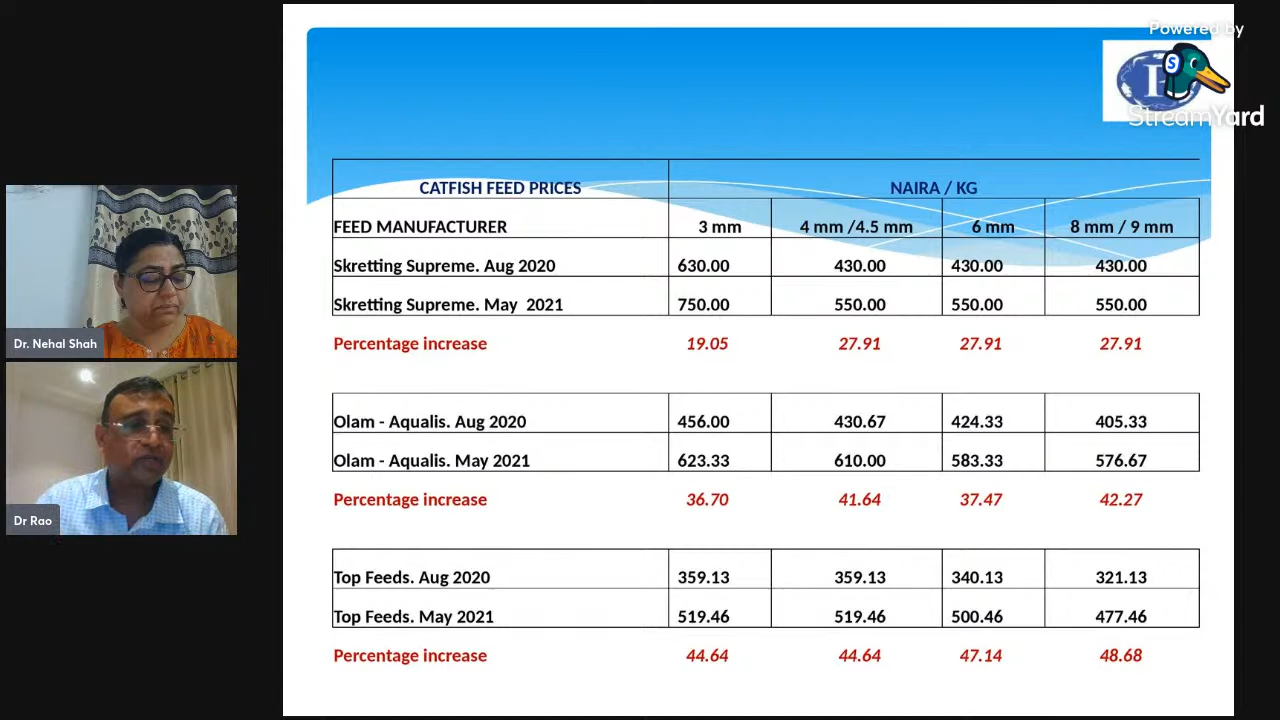 Powered by
StreamYard
CATFISH FEED PRICES NAIRA / KG
FEED MANUFACTURER 3 mm 4 mm /4.5 mm 6 mm 8 mm / 9 mm
Skretting Supreme. Aug 2020 630.00 430.00 430.00 430.00
Skretting Supreme. May 2021 750.00 550.00 550.00 550.00
Percentage increase 19.05 27.91 27.91 27.91
Olam - Aqualis. Aug 2020 456.00 430.67 424.33 405.33
Olam - Aqualis. May 2021 623.33 610.00 583.33 576.67
Percentage increase 36.70 41.64 37.47 42.27
Top Feeds. Aug 2020 359.13 359.13 340.13 321.13
Top Feeds. May 2021 519.46 519.46 500.46 477.46
Percentage increase 44.64 44.64 47.14 48.68
Dr. Nehal Shah
Dr Rao